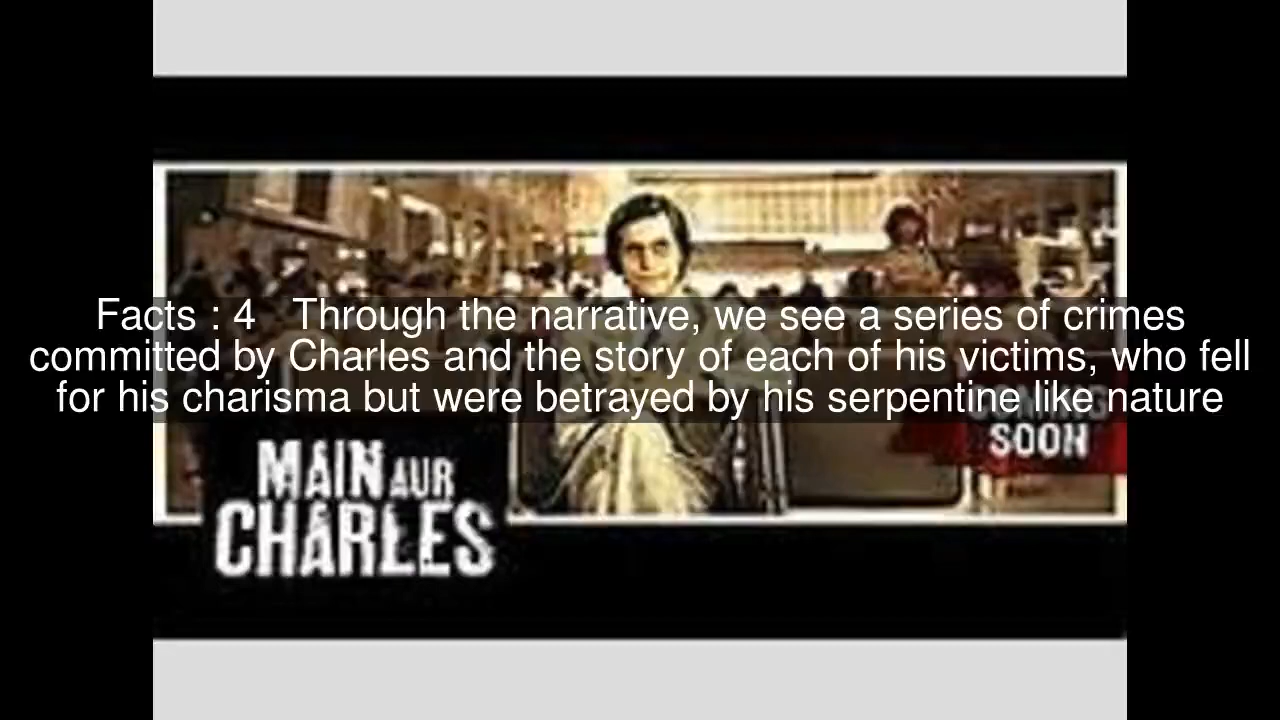 Facts : 4 Through the narrative, we see a series of crimes
committed by Charles and the story of each of his victims, who fell
for his charisma but were betrayed by his serpentine like nature
SOON
MAIN AUR
CHARLES